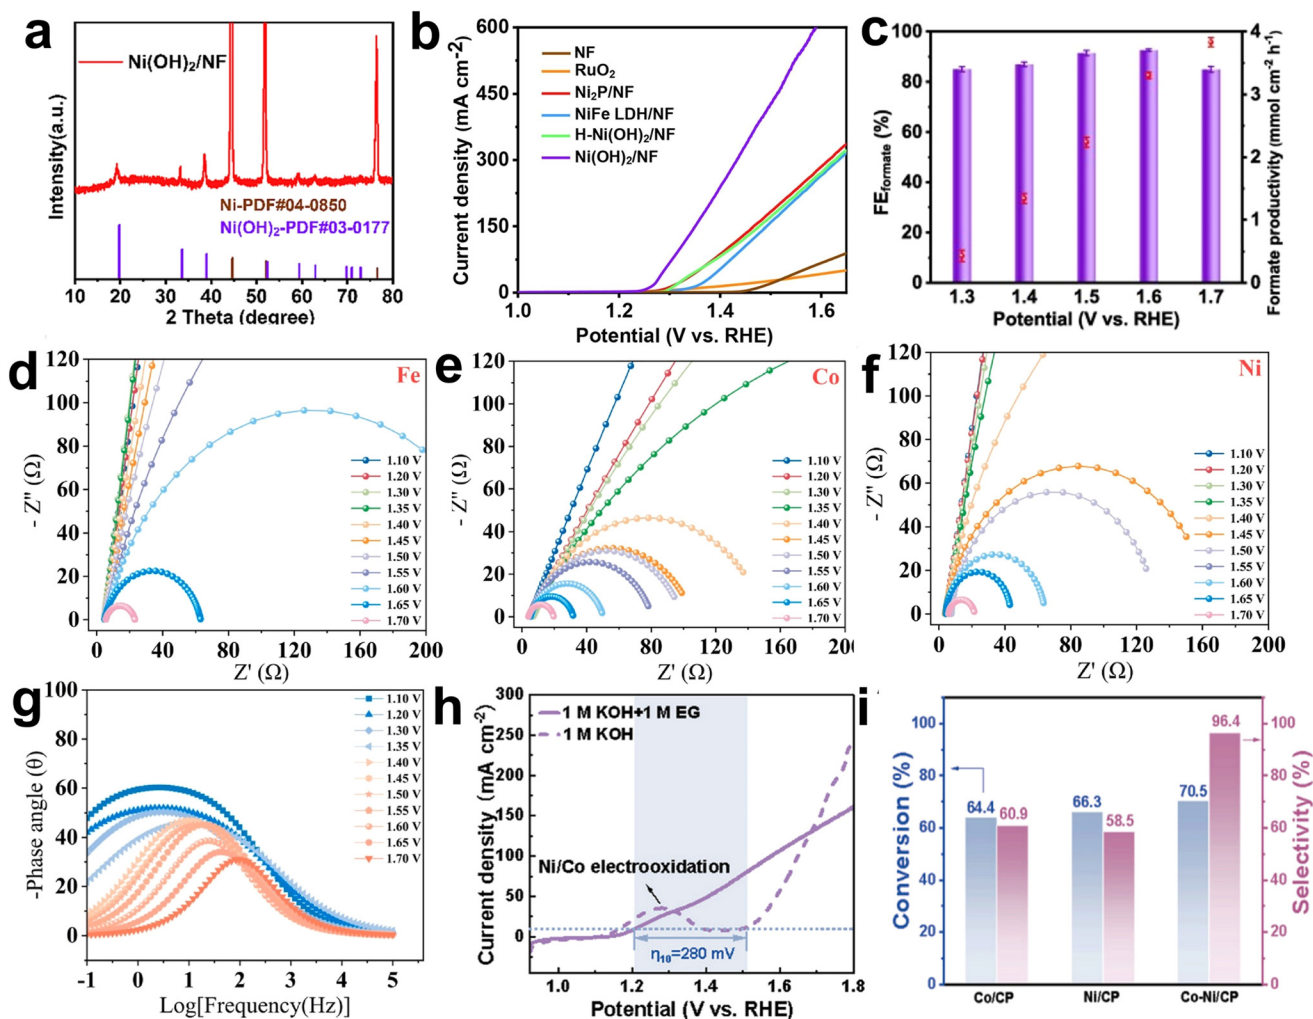 a
Ni(OH)₂/NF
Intensity(a.u.)
Ni-PDF#04-0850
Ni(OH)₂-PDF#03-0177
10 20 30 40 50 60 70 80
2 Theta (degree)
b
Current density (mA cm⁻²)
600
450
300
150
0
NF
RuO₂
Ni₂P/NF
NiFe LDH/NF
H-Ni(OH)₂/NF
Ni(OH)₂/NF
1.0 1.2 1.4 1.6
Potential (V vs. RHE)
c
FE formate (%)
100
80
60
40
20
0
4
3
2
1
0
Formate productivity (mmol cm⁻² h⁻¹)
1.3 1.4 1.5 1.6 1.7
Potential (V vs. RHE)
d
Fe
- Z" (Ω)
120
100
80
60
40
20
0
1.10 V
1.20 V
1.30 V
1.35 V
1.40 V
1.45 V
1.50 V
1.55 V
1.60 V
1.65 V
1.70 V
0 40 80 120 160 200
Z' (Ω)
e
Co
- Z" (Ω)
120
100
80
60
40
20
0
1.10 V
1.20 V
1.30 V
1.35 V
1.40 V
1.45 V
1.50 V
1.55 V
1.60 V
1.65 V
1.70 V
0 40 80 120 160 200
Z' (Ω)
f
Ni
- Z" (Ω)
120
100
80
60
40
20
0
1.10 V
1.20 V
1.30 V
1.35 V
1.40 V
1.45 V
1.50 V
1.55 V
1.60 V
1.65 V
1.70 V
0 40 80 120 160 200
Z' (Ω)
g
-Phase angle (θ)
100
80
60
40
20
0
1.10 V
1.20 V
1.30 V
1.35 V
1.40 V
1.45 V
1.50 V
1.55 V
1.60 V
1.65 V
1.70 V
-1 0 1 2 3 4 5
Log[Frequency(Hz)]
h
Current density (mA cm⁻²)
300
250
200
150
100
50
0
1 M KOH+1 M EG
1 M KOH
Ni/Co electrooxidation
η₁₀=280 mV
1.0 1.2 1.4 1.6 1.8
Potential (V vs. RHE)
i
Conversion (%)
100
80
60
40
20
0
64.4 60.9
66.3 58.5
70.5 96.4
100
80
60
40
20
0
Selectivity (%)
Co/CP Ni/CP Co-Ni/CP